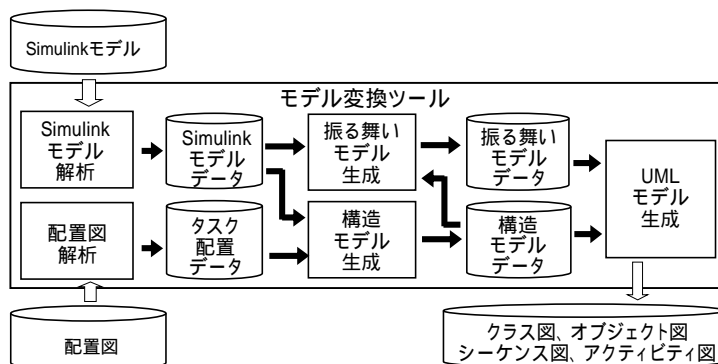 Simulinkモデル
モデル変換ツール
Simulink
モデル
解析
Simulink
モデル
データ
振る舞い
モデル
生成
振る舞い
モデル
データ
UML
モデル
生成
配置図
解析
タスク
配置
データ
構造
モデル
生成
構造
モデル
データ
配置図
クラス図、オブジェクト図
シーケンス図、アクティビティ図